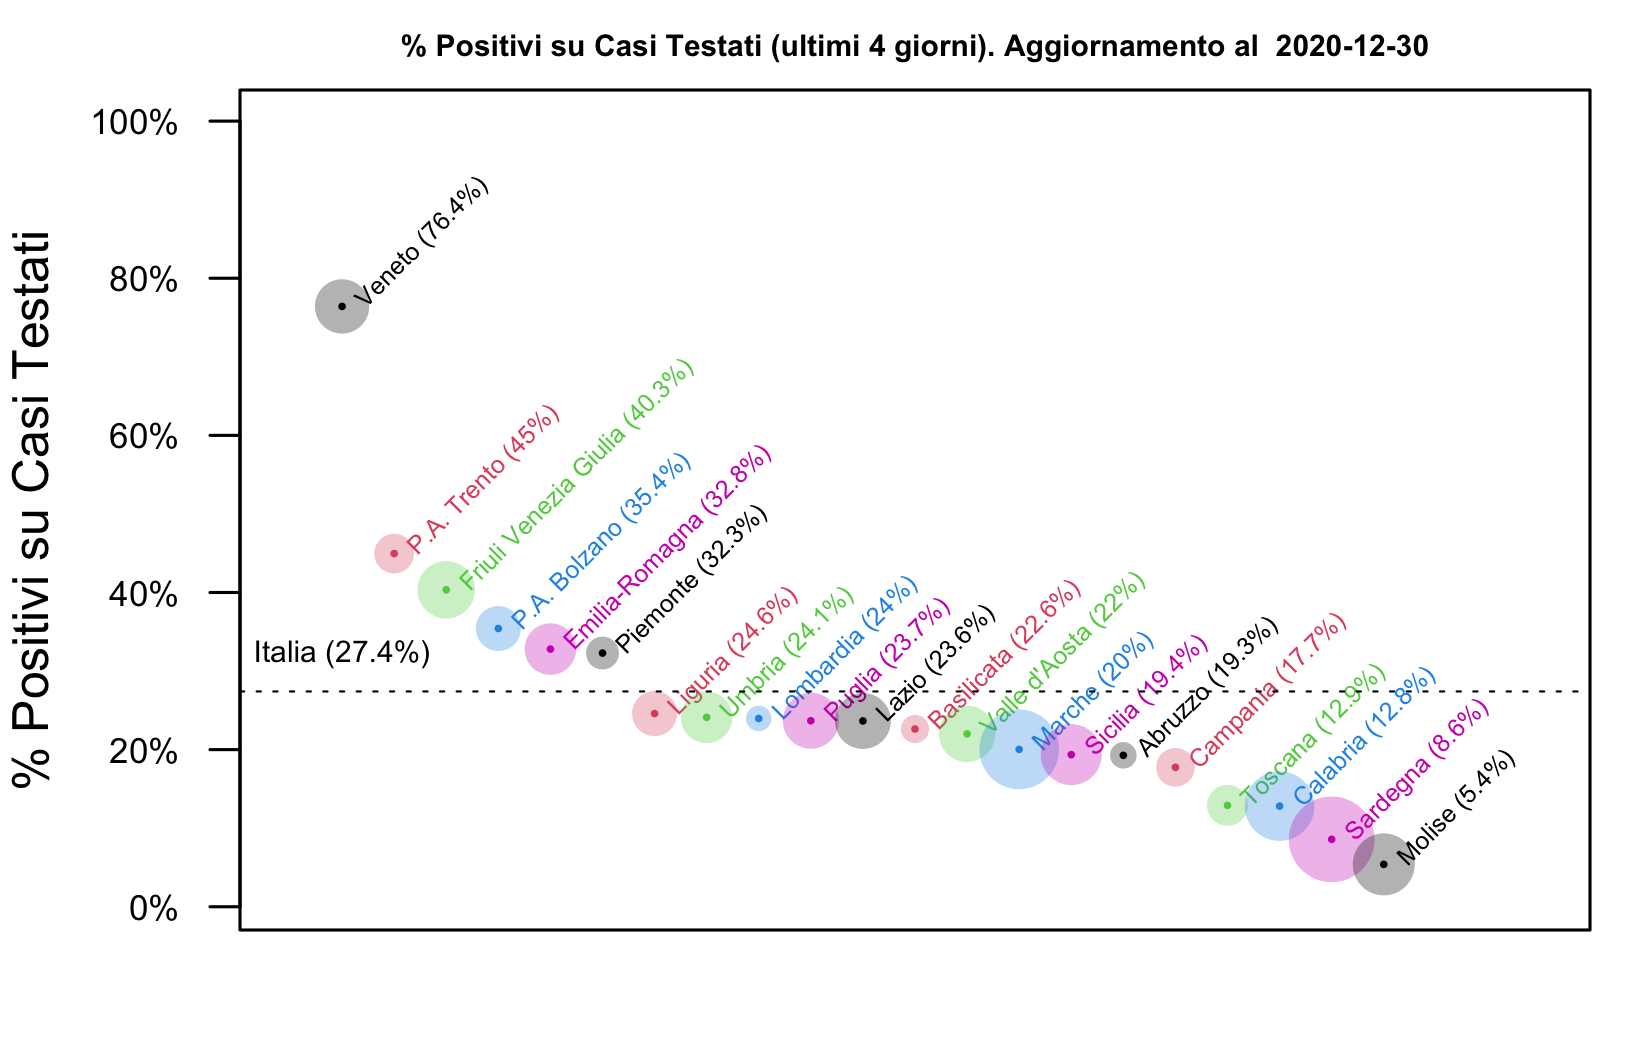 % Positivi su Casi Testati (ultimi 4 giorni). Aggiornamento al  2020-12-30
% Positivi su Casi Testati
100%
80%
60%
40%
20%
0%
Italia (27.4%)
Veneto (76.4%)
P.A. Trento (45%)
Friuli Venezia Giulia (40.3%)
P.A. Bolzano (35.4%)
Emilia-Romagna (32.8%)
Piemonte (32.3%)
Liguria (24.6%)
Umbria (24.1%)
Lombardia (24%)
Puglia (23.7%)
Lazio (23.6%)
Basilicata (22.6%)
Valle d'Aosta (22%)
Marche (20%)
Sicilia (19.4%)
Abruzzo (19.3%)
Campania (17.7%)
Toscana (12.9%)
Calabria (12.8%)
Sardegna (8.6%)
Molise (5.4%)